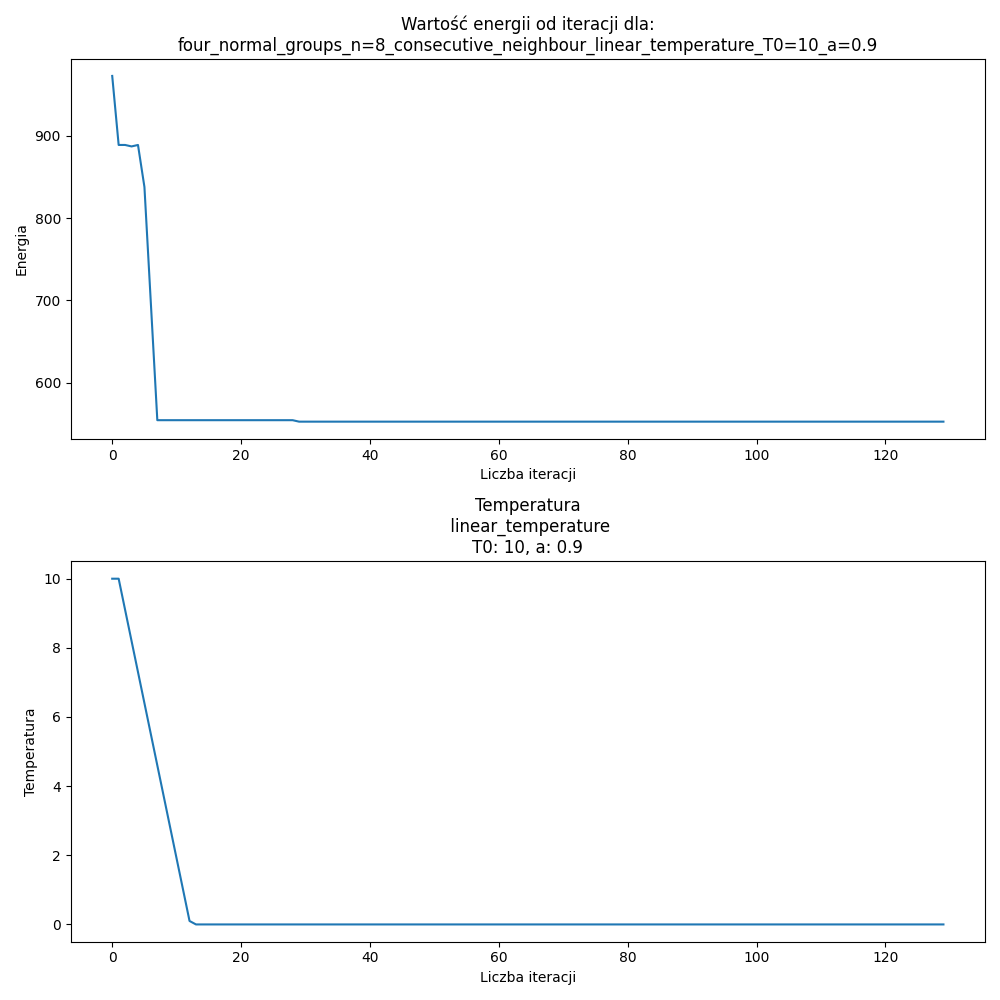 Wartość energii od iteracji dla:
four_normal_groups_n=8_consecutive_neighbour_linear_temperature_T0=10_a=0.9
900
800
700
600
Energia
0 20 40 60 80 100 120
Liczba iteracji
Temperatura
linear_temperature
T0: 10, a: 0.9
10
8
6
4
2
0
Temperatura
0 20 40 60 80 100 120
Liczba iteracji